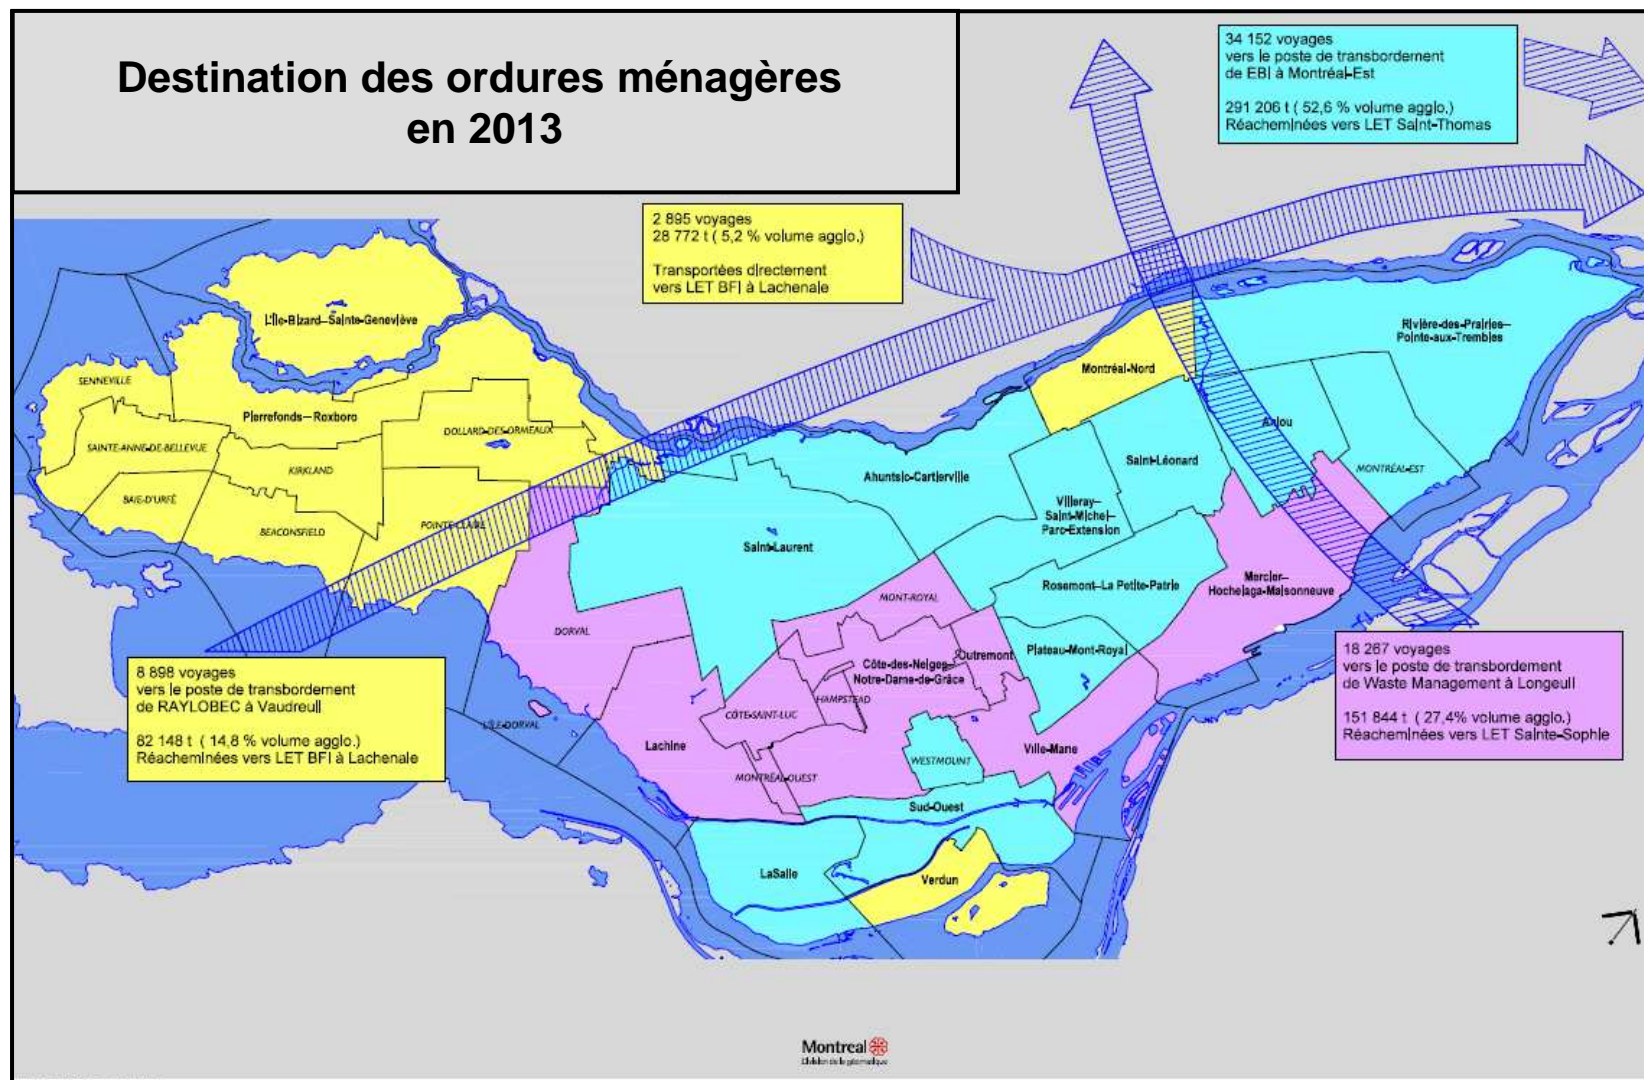 Destination des ordures ménagères
en 2013
34 152 voyages
vers le poste de transbordement
de EBI à Montréal-Est
291 206 t ( 52,6 % volume agglo.)
Réacheminées vers LET Saint-Thomas
2 895 voyages
28 772 t ( 5,2 % volume agglo.)
Transportées directement
vers LET BFI à Lachenaie
L'Île-Bizard–Sainte-Geneviève
Rivière-des-Prairies–
Pointe-aux-Trembles
Montréal-Nord
SENNEVILLE
Pierrefonds–Roxboro
DOLLARD-DES-ORMEAUX
Anjou
SAINTE-ANNE-DE-BELLEVUE
KIRKLAND
Ahuntsic-Cartierville
Saint-Léonard
MONTRÉAL-EST
BAIE-D'URFÉ
BEACONSFIELD
POINTE-CLAIRE
Villeray–
Saint-Michel–
Parc-Extension
Saint-Laurent
Rosemont–La Petite-Patrie
Mercier–
Hochelaga-Maisonneuve
MONT-ROYAL
DORVAL
Outremont
Plateau-Mont-Royal
Côte-des-Neiges–
Notre-Dame-de-Grâce
HAMPSTEAD
CÔTE-SAINT-LUC
L'ÎLE-DORVAL
Lachine
Ville-Marie
WESTMOUNT
MONTRÉAL-OUEST
Sud-Ouest
LaSalle
Verdun
8 898 voyages
vers le poste de transbordement
de RAYLOBEC à Vaudreuil
82 148 t ( 14,8 % volume agglo.)
Réacheminées vers LET BFI à Lachenaie
18 267 voyages
vers le poste de transbordement
de Waste Management à Longeuil
151 844 t ( 27,4% volume agglo.)
Réacheminées vers LET Sainte-Sophie
Montréal
Division de la géomatique